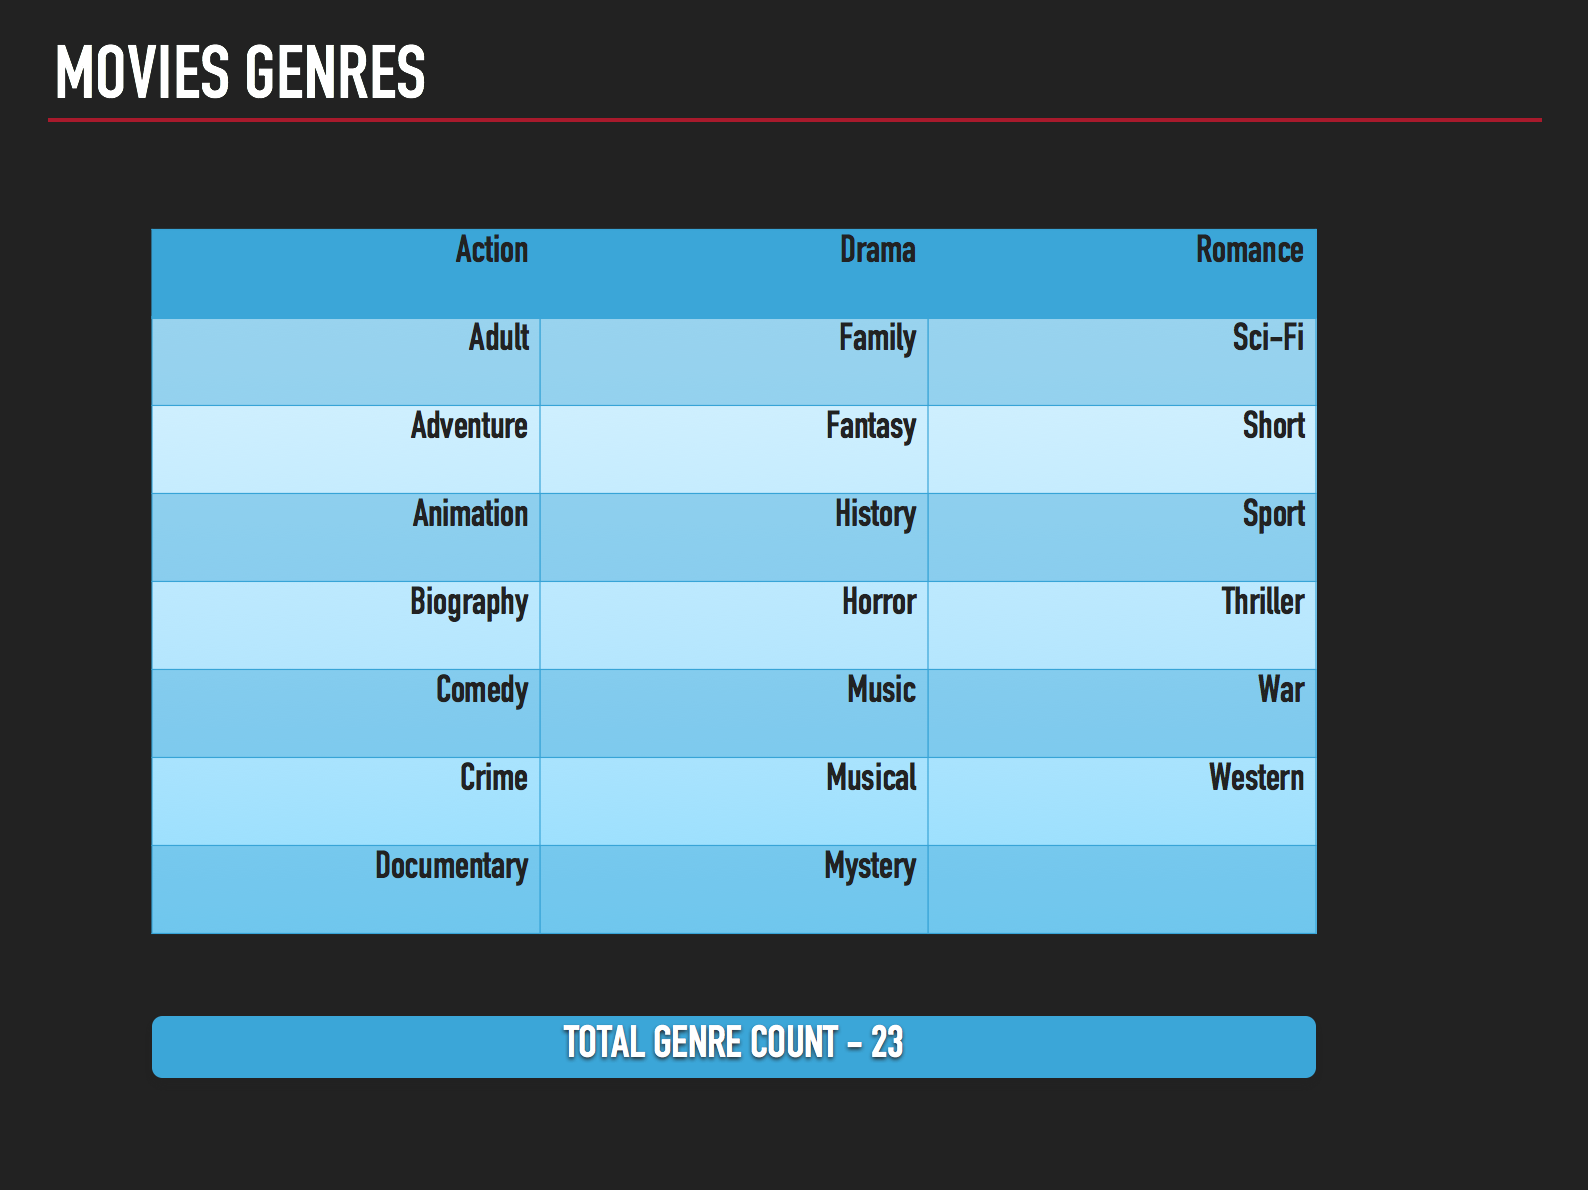 MOVIES GENRES
Action Drama Romance
Adult Family Sci-Fi
Adventure Fantasy Short
Animation History Sport
Biography Horror Thriller
Comedy Music War
Crime Musical Western
Documentary Mystery
TOTAL GENRE COUNT - 23